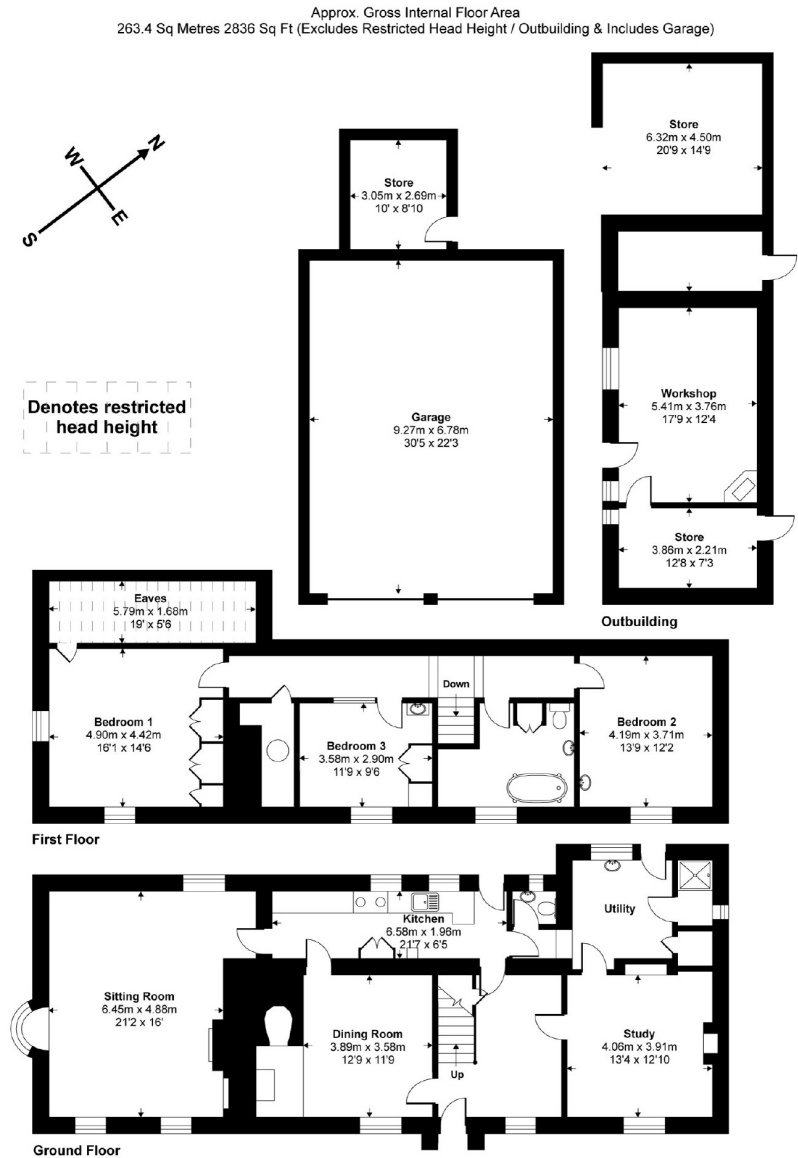 Approx. Gross Internal Floor Area
263.4 Sq Metres 2836 Sq Ft (Excludes Restricted Head Height / Outbuilding & Includes Garage)
N
W
E
S
Store
6.32m x 4.50m
20'9 x 14'9
Store
3.05m x 2.69m
10' x 8'10
Denotes restricted
head height
Garage
9.27m x 6.78m
30'5 x 22'3
Workshop
5.41m x 3.76m
17'9 x 12'4
Store
3.86m x 2.21m
12'8 x 7'3
Outbuilding
Eaves
5.79m x 1.68m
19' x 5'6
Bedroom 1
4.90m x 4.42m
16'1 x 14'6
Down
Bedroom 3
3.58m x 2.90m
11'9 x 9'6
Bedroom 2
4.19m x 3.71m
13'9 x 12'2
First Floor
Kitchen
6.58m x 1.96m
21'7 x 6'5
Utility
Sitting Room
6.45m x 4.88m
21'2 x 16'
Dining Room
3.89m x 3.58m
12'9 x 11'9
Up
Study
4.06m x 3.91m
13'4 x 12'10
Ground Floor